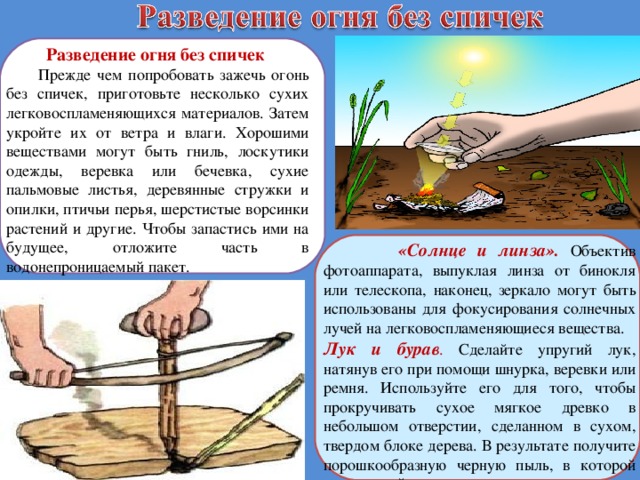 Разведение огня без спичек
Разведение огня без спичек
Прежде чем попробовать зажечь огонь
без спичек, приготовьте несколько сухих
легковоспламеняющихся материалов. Затем
укройте их от ветра и влаги. Хорошими
веществами могут быть гниль, лоскутики
одежды, веревка или бечевка, сухие
пальмовые листья, деревянные стружки и
опилки, птичьи перья, шерстистые ворсинки
растений и другие. Чтобы запастись ими на
будущее, отложите часть в
водонепроницаемый пакет.
«Солнце и линза». Объектив
фотоаппарата, выпуклая линза от бинокля
или телескопа, наконец, зеркало могут быть
использованы для фокусирования солнечных
лучей на легковоспламеняющиеся вещества.
Лук и бурав. Сделайте упругий лук,
натянув его при помощи шнурка, веревки или
ремня. Используйте его для того, чтобы
прокручивать сухое мягкое древко в
небольшом отверстии, сделанном в сухом,
твердом блоке дерева. В результате получите
порошкообразную черную пыль, в которой